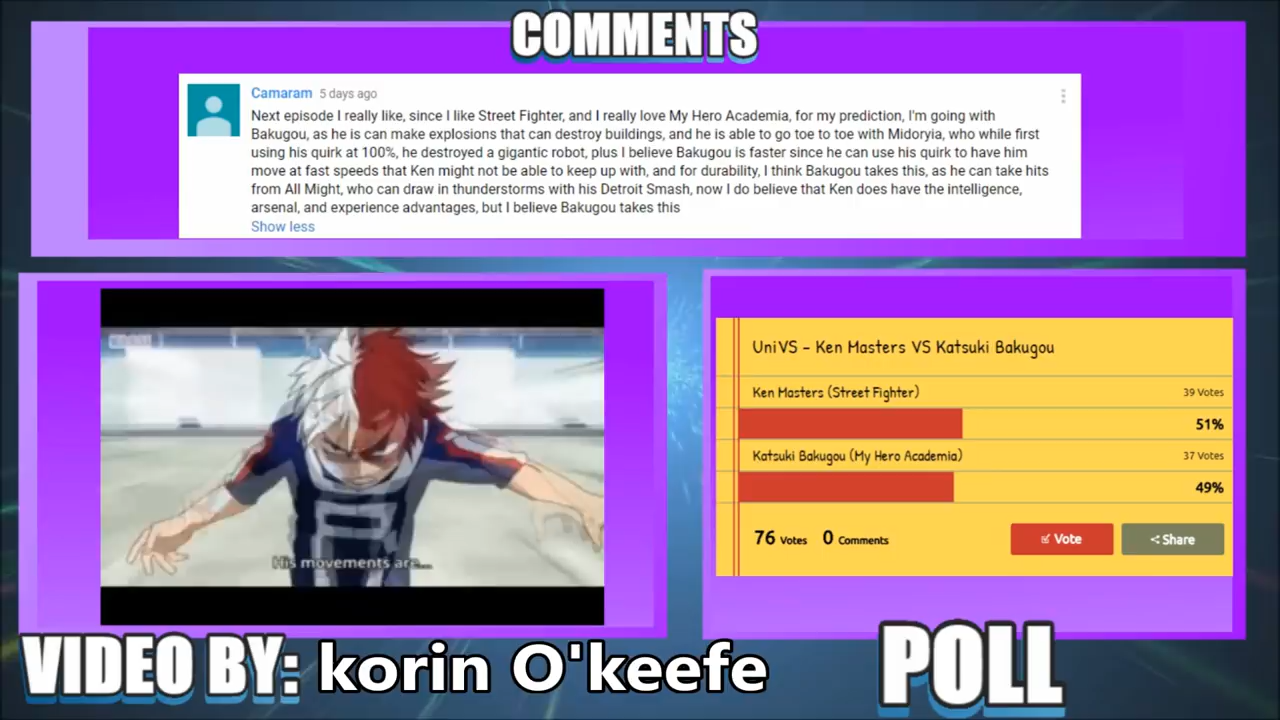 COMMENTS
Camaram 5 days ago
Next episode I really like, since I like Street Fighter, and I really love My Hero Academia, for my prediction, I'm going with
Bakugou, as he is can make explosions that can destroy buildings, and he is able to go toe to toe with Midoryia, who while first
using his quirk at 100%, he destroyed a gigantic robot, plus I believe Bakugou is faster since he can use his quirk to have him
move at fast speeds that Ken might not be able to keep up with, and for durability, I think Bakugou takes this, as he can take hits
from All Might, who can draw in thunderstorms with his Detroit Smash, now I do believe that Ken does have the intelligence,
arsenal, and experience advantages, but I believe Bakugou takes this
Show less
His movements are...
UniVS - Ken Masters VS Katsuki Bakugou
Ken Masters (Street Fighter) 39 Votes
51%
Katsuki Bakugou (My Hero Academia) 37 Votes
49%
76 Votes 0 Comments
Vote Share
VIDEO BY: korin O'keefe
POLL